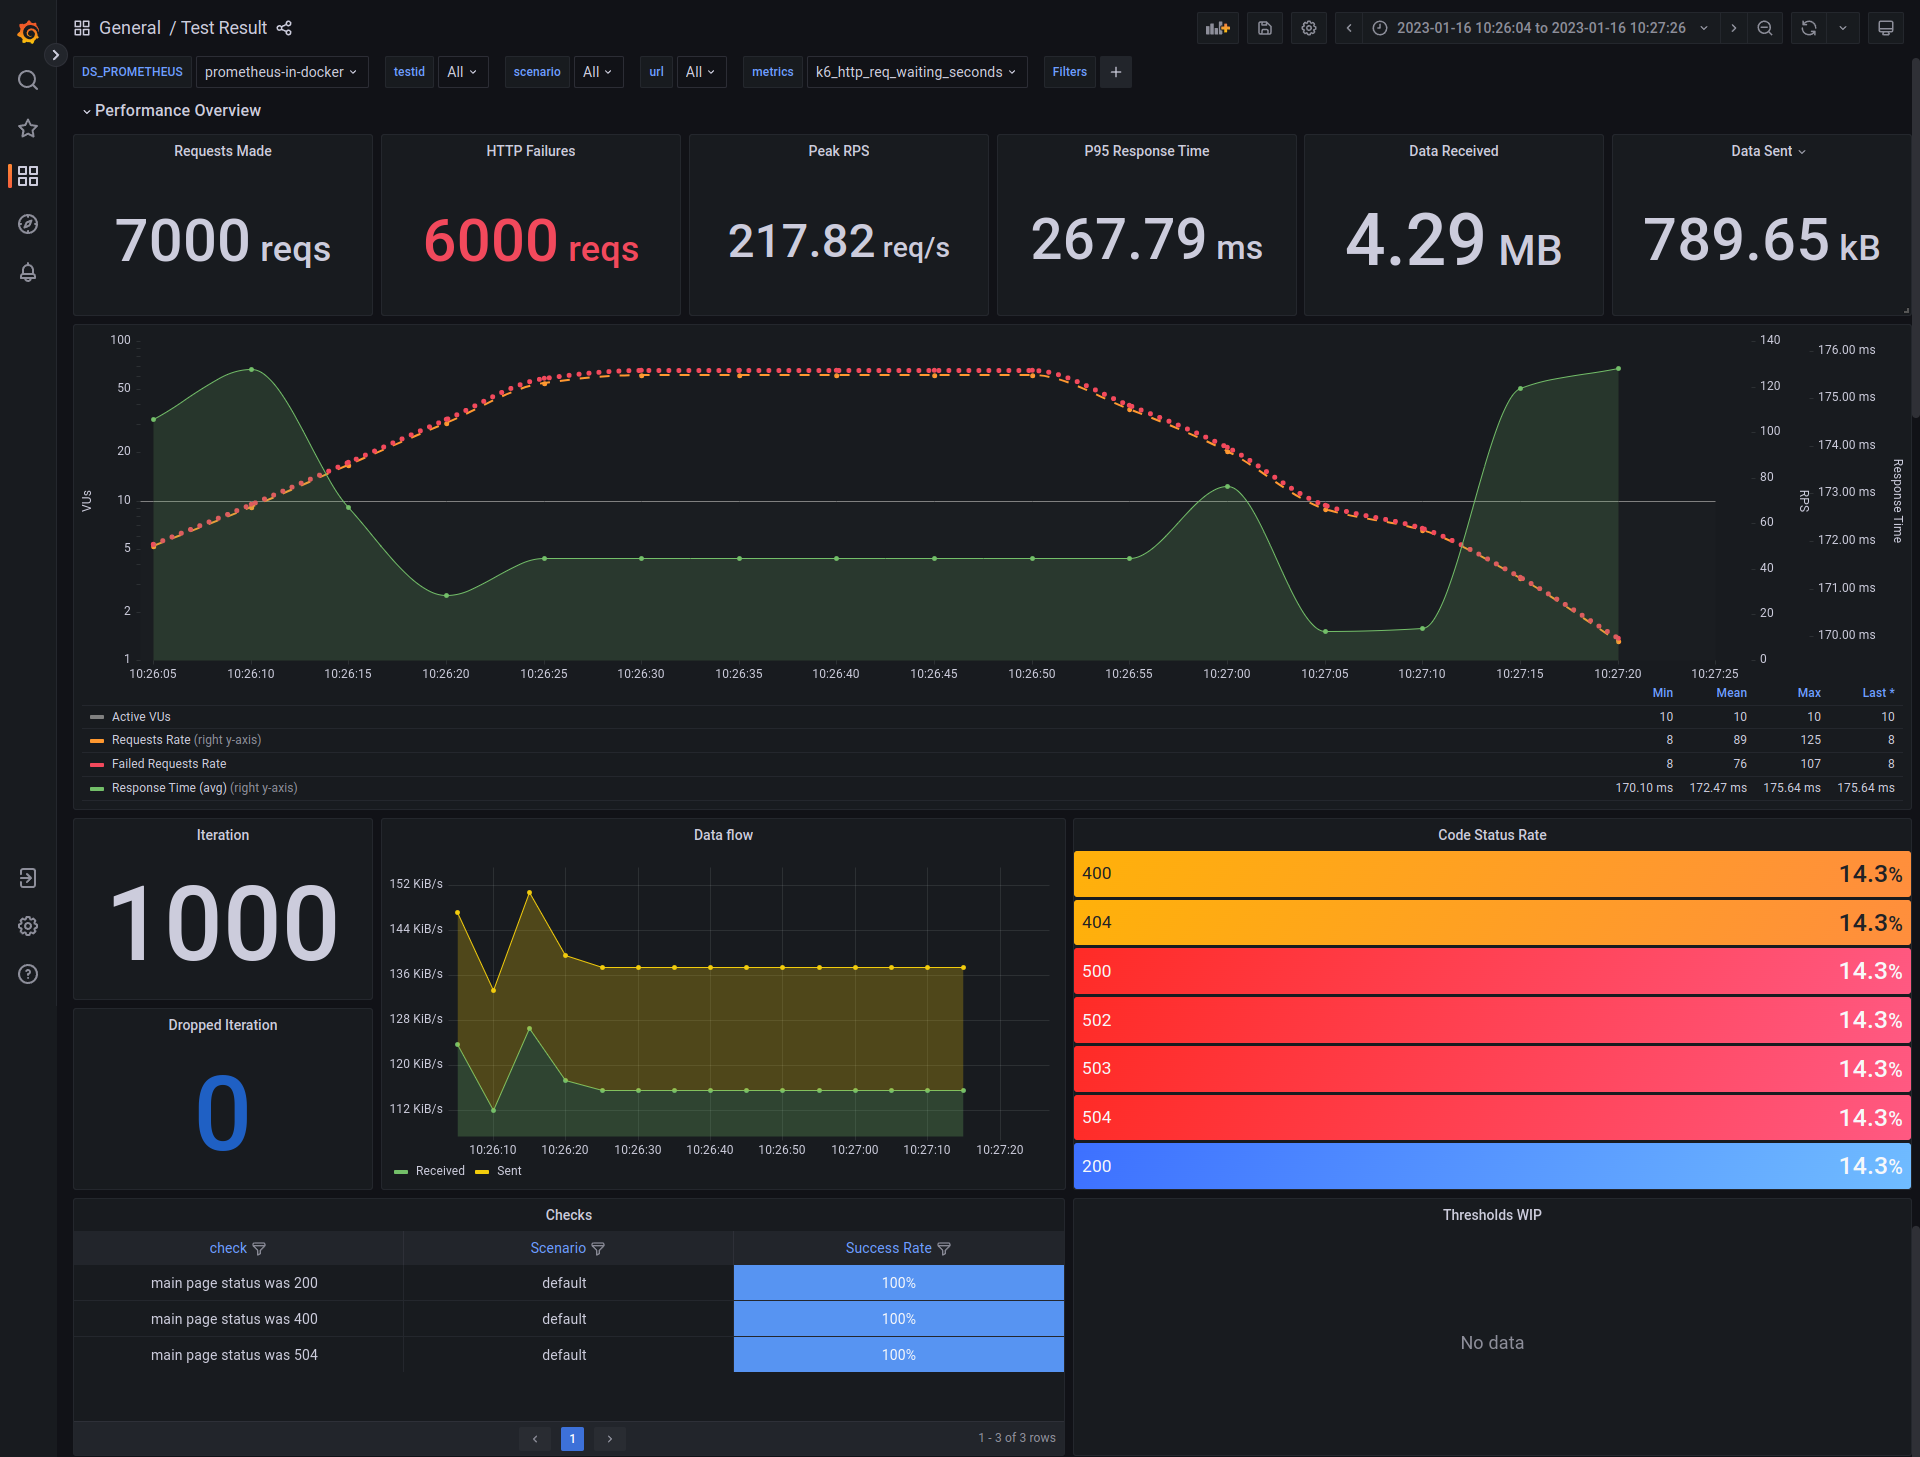 General / Test Result
2023-01-16 10:26:04 to 2023-01-16 10:27:26
DS_PROMETHEUS prometheus-in-docker testid All scenario All url All metrics k6_http_req_waiting_seconds Filters +
Performance Overview
Requests Made
7000 reqs
HTTP Failures
6000 reqs
Peak RPS
217.82 req/s
P95 Response Time
267.79 ms
Data Received
4.29 MB
Data Sent
789.65 kB
VUs
100
50
20
10
5
2
1
140
120
100
80
60
40
20
0
RPS
176.00 ms
175.00 ms
174.00 ms
173.00 ms
172.00 ms
171.00 ms
170.00 ms
Response Time
10:26:05 10:26:10 10:26:15 10:26:20 10:26:25 10:26:30 10:26:35 10:26:40 10:26:45 10:26:50 10:26:55 10:27:00 10:27:05 10:27:10 10:27:15 10:27:20 10:27:25
Min Mean Max Last *
Active VUs 10 10 10 10
Requests Rate (right y-axis) 8 89 125 8
Failed Requests Rate 8 76 107 8
Response Time (avg) (right y-axis) 170.10 ms 172.47 ms 175.64 ms 175.64 ms
Iteration
1000
Dropped Iteration
0
Data flow
152 KiB/s
144 KiB/s
136 KiB/s
128 KiB/s
120 KiB/s
112 KiB/s
10:26:10 10:26:20 10:26:30 10:26:40 10:26:50 10:27:00 10:27:10 10:27:20
Received Sent
Code Status Rate
400 14.3%
404 14.3%
500 14.3%
502 14.3%
503 14.3%
504 14.3%
200 14.3%
Checks
check Scenario Success Rate
main page status was 200 default 100%
main page status was 400 default 100%
main page status was 504 default 100%
1
1 - 3 of 3 rows
Thresholds WIP
No data